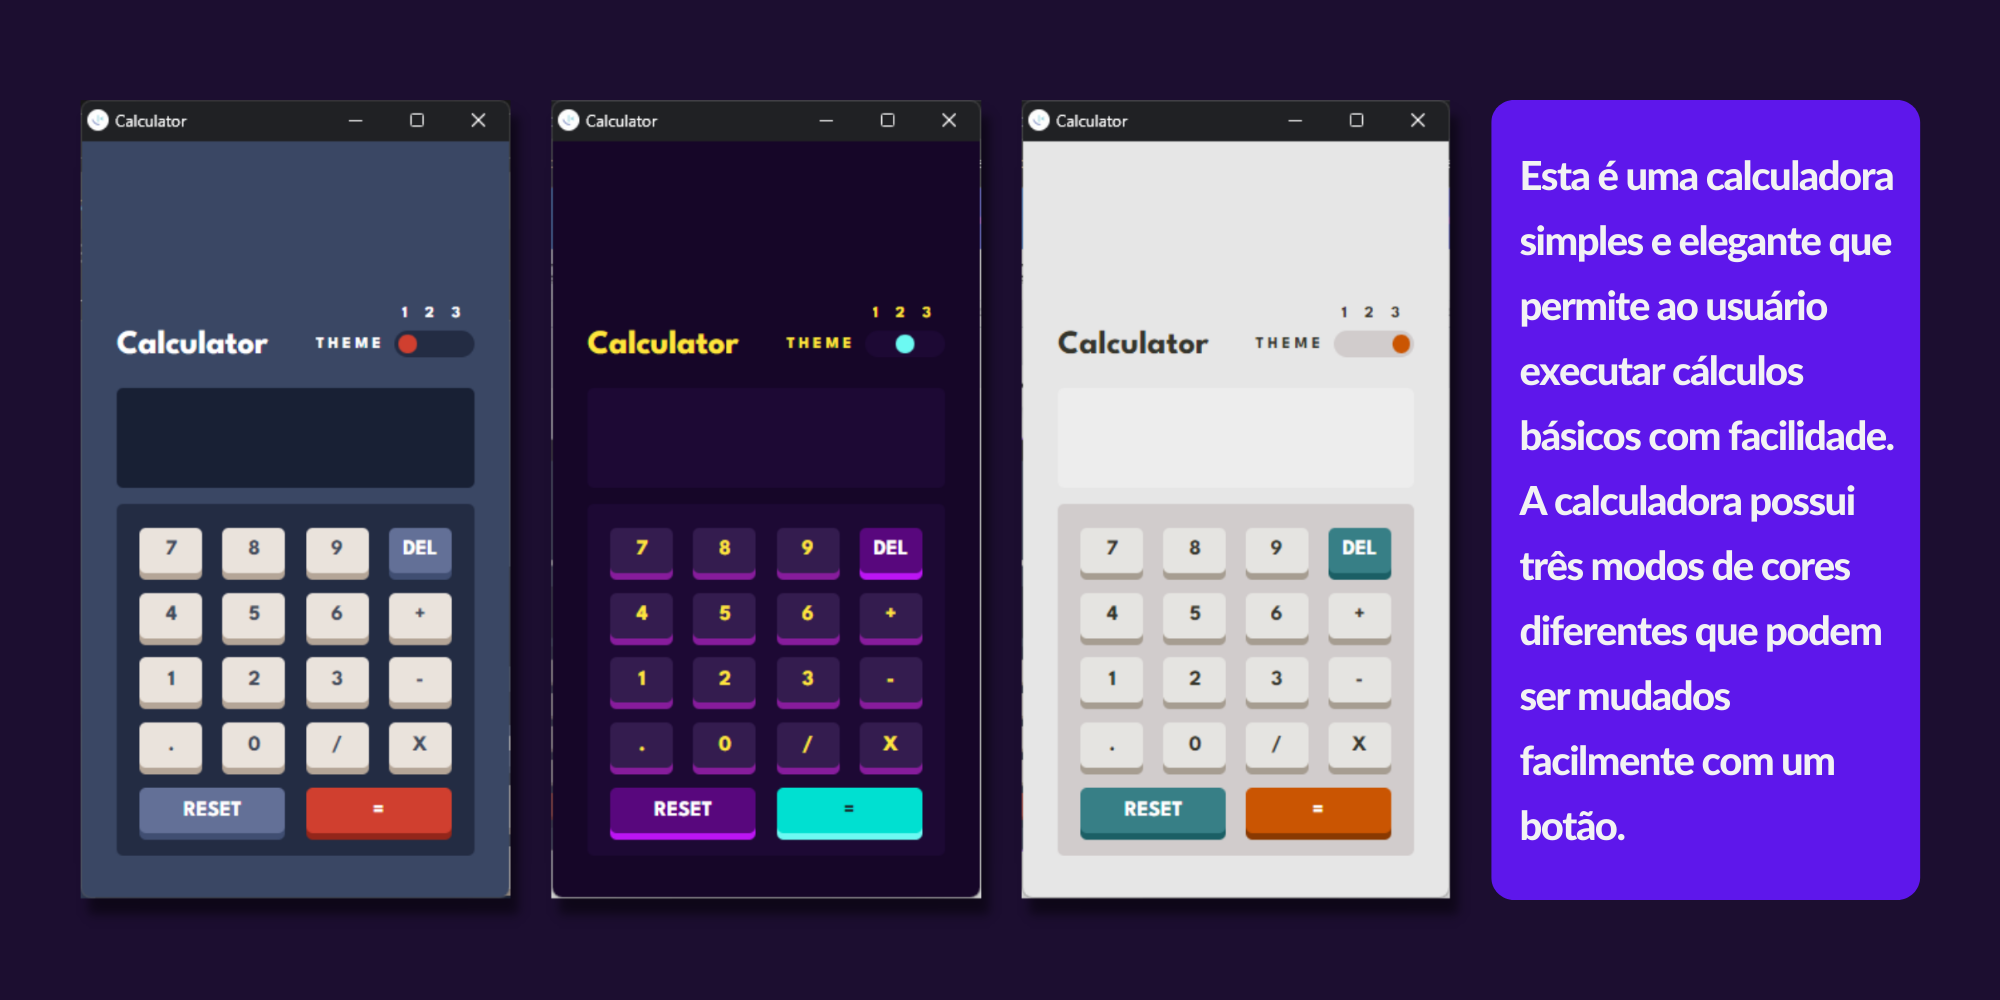 Calculator
1 2 3
Calculator THEME
7 8 9 DEL
4 5 6 +
1 2 3 -
. 0 / X
RESET =
Calculator
1 2 3
Calculator THEME
7 8 9 DEL
4 5 6 +
1 2 3 -
. 0 / X
RESET =
Calculator
1 2 3
Calculator THEME
7 8 9 DEL
4 5 6 +
1 2 3 -
. 0 / X
RESET =
Esta é uma calculadora
simples e elegante que
permite ao usuário
executar cálculos
básicos com facilidade.
A calculadora possui
três modos de cores
diferentes que podem
ser mudados
facilmente com um
botão.